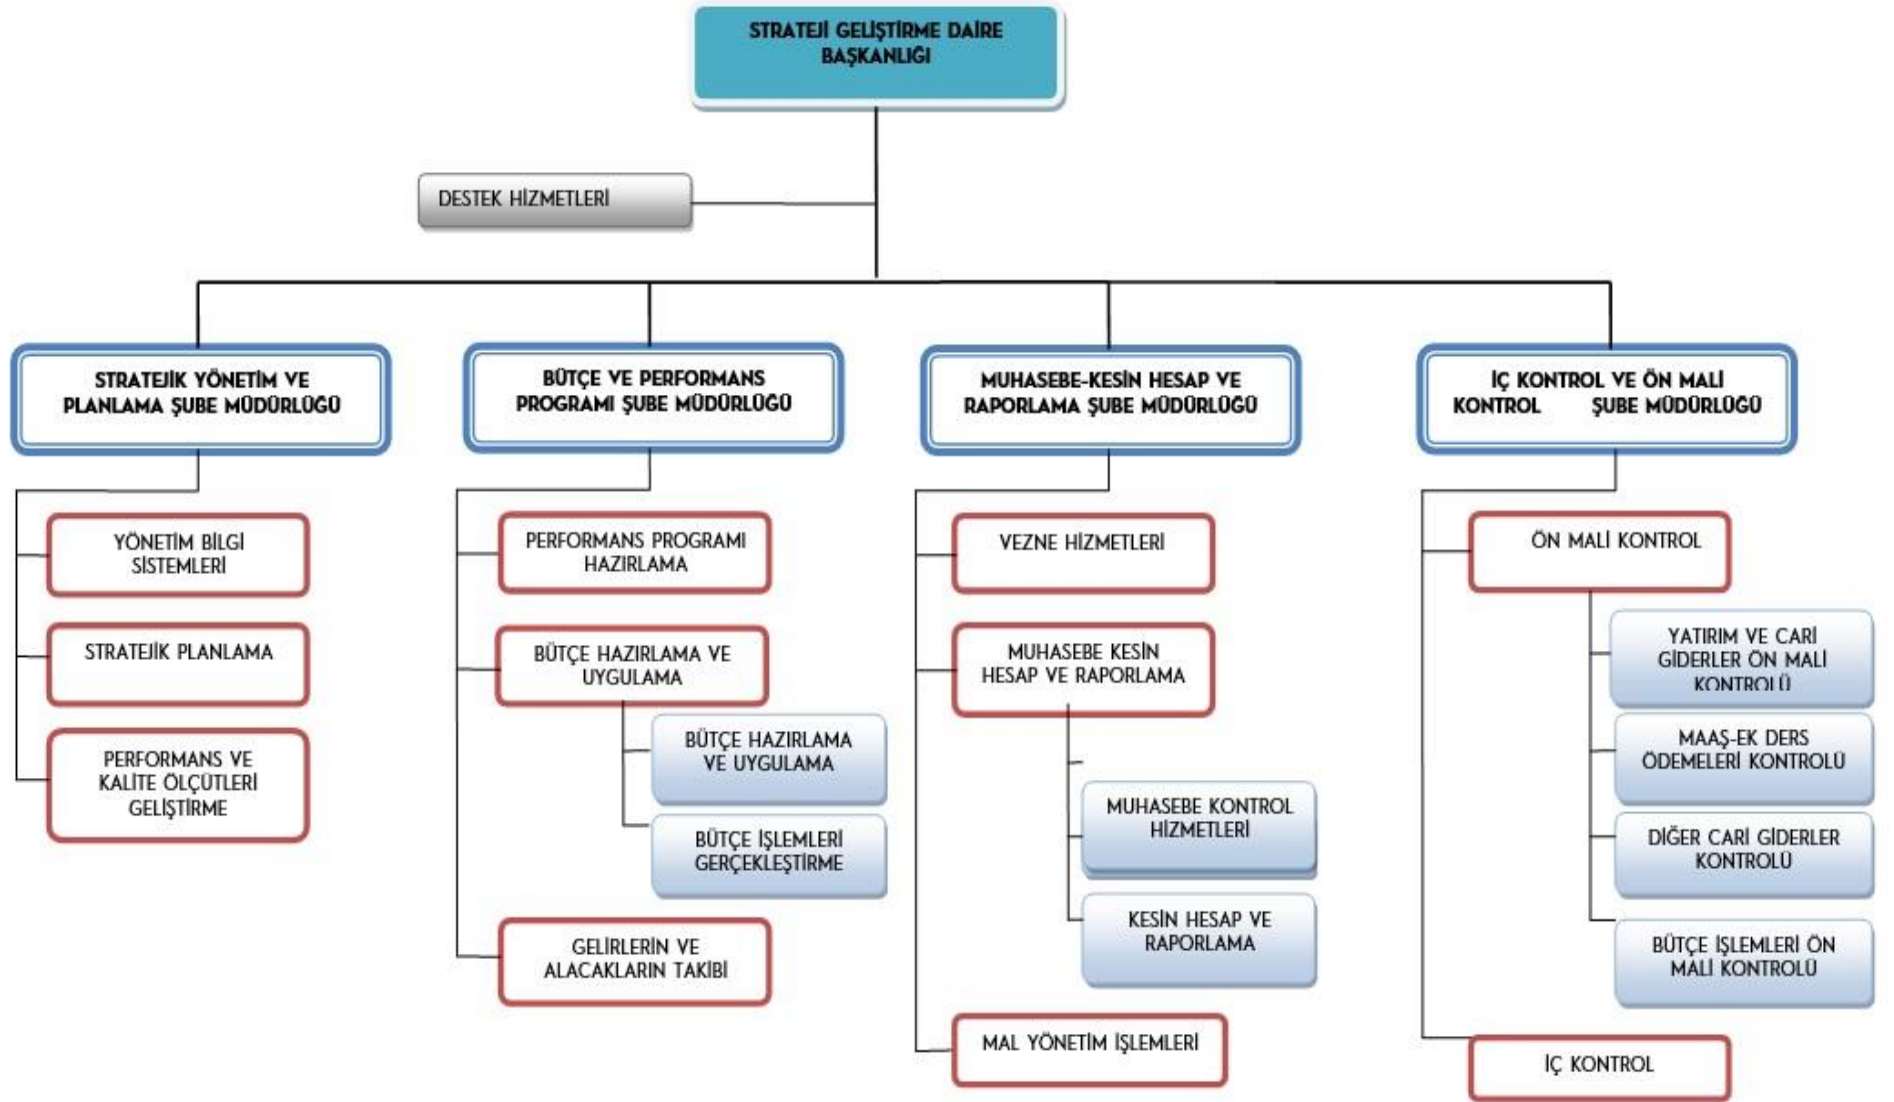 STRATEJİ GELİŞTİRME DAİRE
BAŞKANLIĞI
DESTEK HİZMETLERİ
STRATEJİK YÖNETİM VE
PLANLAMA ŞUBE MÜDÜRLÜĞÜ
YÖNETİM BİLGİ
SİSTEMLERİ
STRATEJİK PLANLAMA
PERFORMANS VE
KALİTE ÖLÇÜTLERİ
GELİŞTİRME
BÜTÇE VE PERFORMANS
PROGRAMI ŞUBE MÜDÜRLÜĞÜ
PERFORMANS PROGRAMI
HAZIRLAMA
BÜTÇE HAZIRLAMA VE
UYGULAMA
BÜTÇE HAZIRLAMA
VE UYGULAMA
BÜTÇE İŞLEMLERİ
GERÇEKLEŞTİRME
GELİRLERİN VE
ALACAKLARIN TAKİBİ
MUHASEBE-KESİN HESAP VE
RAPORLAMA ŞUBE MÜDÜRLÜĞÜ
VEZNE HİZMETLERİ
MUHASEBE KESİN
HESAP VE RAPORLAMA
MUHASEBE KONTROL
HİZMETLERİ
KESİN HESAP VE
RAPORLAMA
MAL YÖNETİM İŞLEMLERİ
İÇ KONTROL VE ÖN MALİ
KONTROL ŞUBE MÜDÜRLÜĞÜ
ÖN MALİ KONTROL
YATIRIM VE CARİ
GİDERLER ÖN MALİ
KONTROLÜ
MAAŞ-EK DERS
ÖDEMELERİ KONTROLÜ
DİĞER CARİ GİDERLER
KONTROLÜ
BÜTÇE İŞLEMLERİ ÖN
MALİ KONTROLÜ
İÇ KONTROL